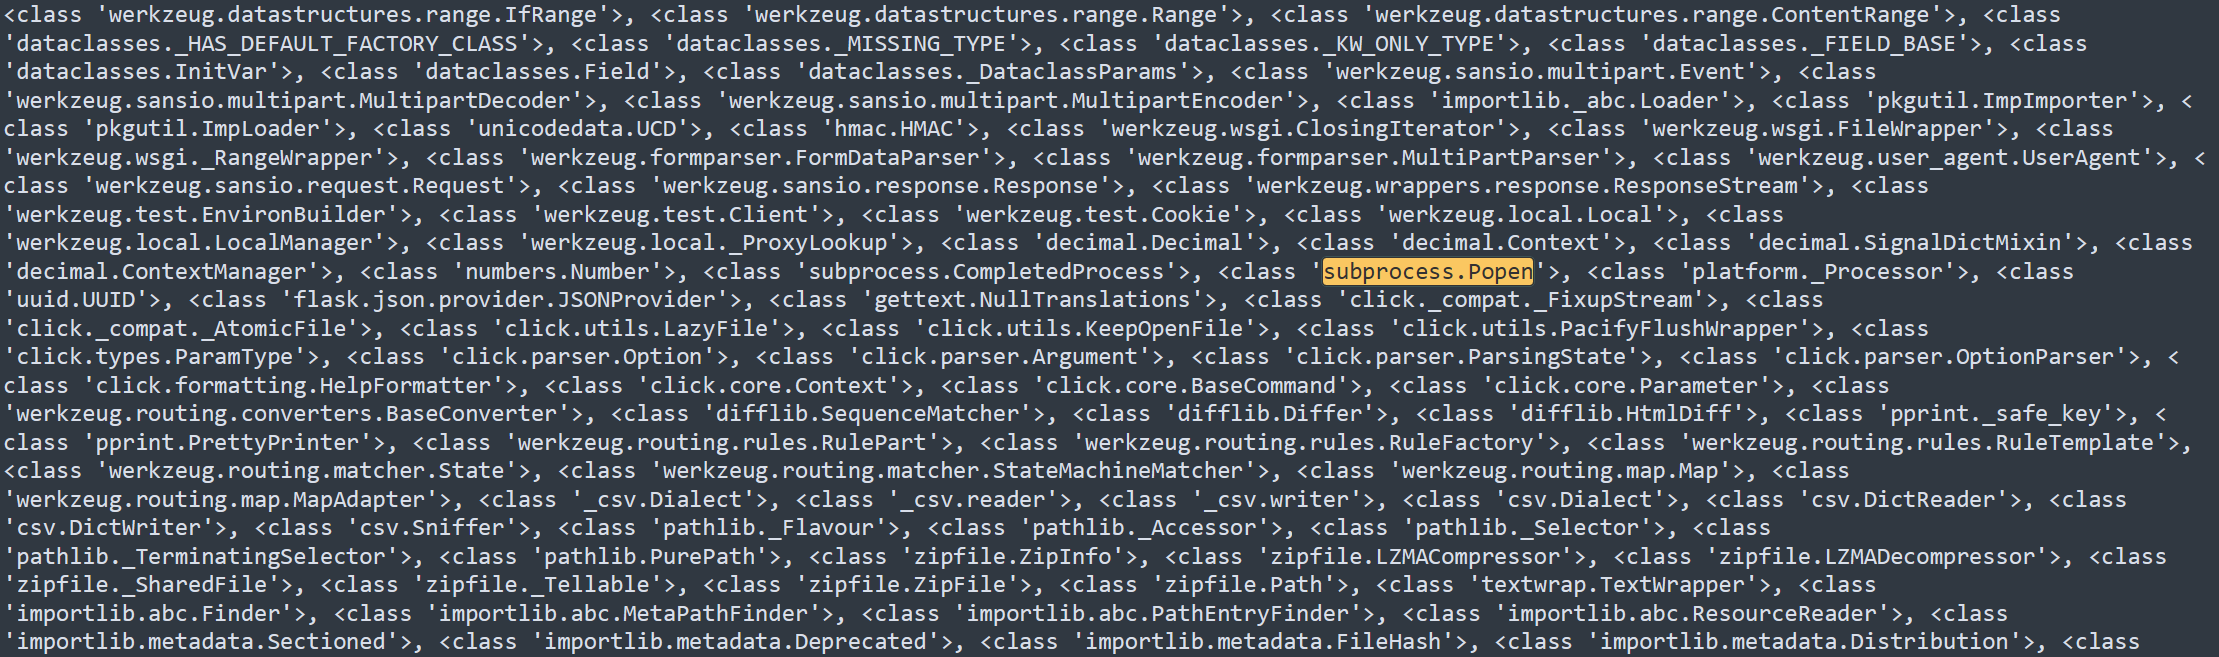 <class 'werkzeug.datastructures.range.IfRange'>, <class 'werkzeug.datastructures.range.Range'>, <class 'werkzeug.datastructures.range.ContentRange'>, <class
'dataclasses._HAS_DEFAULT_FACTORY_CLASS'>, <class 'dataclasses._MISSING_TYPE'>, <class 'dataclasses._KW_ONLY_TYPE'>, <class 'dataclasses._FIELD_BASE'>, <class
'dataclasses.InitVar'>, <class 'dataclasses.Field'>, <class 'dataclasses._DataclassParams'>, <class 'werkzeug.sansio.multipart.Event'>, <class
'werkzeug.sansio.multipart.MultipartDecoder'>, <class 'werkzeug.sansio.multipart.MultipartEncoder'>, <class 'importlib._abc.Loader'>, <class 'pkgutil.ImpImporter'>, <
class 'pkgutil.ImpLoader'>, <class 'unicodedata.UCD'>, <class 'hmac.HMAC'>, <class 'werkzeug.wsgi.ClosingIterator'>, <class 'werkzeug.wsgi.FileWrapper'>, <class
'werkzeug.wsgi._RangeWrapper'>, <class 'werkzeug.formparser.FormDataParser'>, <class 'werkzeug.formparser.MultiPartParser'>, <class 'werkzeug.user_agent.UserAgent'>, <
class 'werkzeug.sansio.request.Request'>, <class 'werkzeug.sansio.response.Response'>, <class 'werkzeug.wrappers.response.ResponseStream'>, <class
'werkzeug.test.EnvironBuilder'>, <class 'werkzeug.test.Client'>, <class 'werkzeug.test.Cookie'>, <class 'werkzeug.local.Local'>, <class
'werkzeug.local.LocalManager'>, <class 'werkzeug.local._ProxyLookup'>, <class 'decimal.Decimal'>, <class 'decimal.Context'>, <class 'decimal.SignalDictMixin'>, <class
'decimal.ContextManager'>, <class 'numbers.Number'>, <class 'subprocess.CompletedProcess'>, <class 'subprocess.Popen'>, <class 'platform._Processor'>, <class
'uuid.UUID'>, <class 'flask.json.provider.JSONProvider'>, <class 'gettext.NullTranslations'>, <class 'click._compat._FixupStream'>, <class
'click._compat._AtomicFile'>, <class 'click.utils.LazyFile'>, <class 'click.utils.KeepOpenFile'>, <class 'click.utils.PacifyFlushWrapper'>, <class
'click.types.ParamType'>, <class 'click.parser.Option'>, <class 'click.parser.Argument'>, <class 'click.parser.ParsingState'>, <class 'click.parser.OptionParser'>, <
class 'click.formatting.HelpFormatter'>, <class 'click.core.Context'>, <class 'click.core.BaseCommand'>, <class 'click.core.Parameter'>, <class
'werkzeug.routing.converters.BaseConverter'>, <class 'difflib.SequenceMatcher'>, <class 'difflib.Differ'>, <class 'difflib.HtmlDiff'>, <class 'pprint._safe_key'>, <
class 'pprint.PrettyPrinter'>, <class 'werkzeug.routing.rules.RulePart'>, <class 'werkzeug.routing.rules.RuleFactory'>, <class 'werkzeug.routing.rules.RuleTemplate'>,
<class 'werkzeug.routing.matcher.State'>, <class 'werkzeug.routing.matcher.StateMachineMatcher'>, <class 'werkzeug.routing.map.Map'>, <class
'werkzeug.routing.map.MapAdapter'>, <class '_csv.Dialect'>, <class '_csv.reader'>, <class '_csv.writer'>, <class 'csv.Dialect'>, <class 'csv.DictReader'>, <class
'csv.DictWriter'>, <class 'csv.Sniffer'>, <class 'pathlib._Flavour'>, <class 'pathlib._Accessor'>, <class 'pathlib._Selector'>, <class
'pathlib._TerminatingSelector'>, <class 'pathlib.PurePath'>, <class 'zipfile.ZipInfo'>, <class 'zipfile.LZMACompressor'>, <class 'zipfile.LZMADecompressor'>, <class
'zipfile._SharedFile'>, <class 'zipfile._Tellable'>, <class 'zipfile.ZipFile'>, <class 'zipfile.Path'>, <class 'textwrap.TextWrapper'>, <class
'importlib.abc.Finder'>, <class 'importlib.abc.MetaPathFinder'>, <class 'importlib.abc.PathEntryFinder'>, <class 'importlib.abc.ResourceReader'>, <class
'importlib.metadata.Sectioned'>, <class 'importlib.metadata.Deprecated'>, <class 'importlib.metadata.FileHash'>, <class 'importlib.metadata.Distribution'>, <class